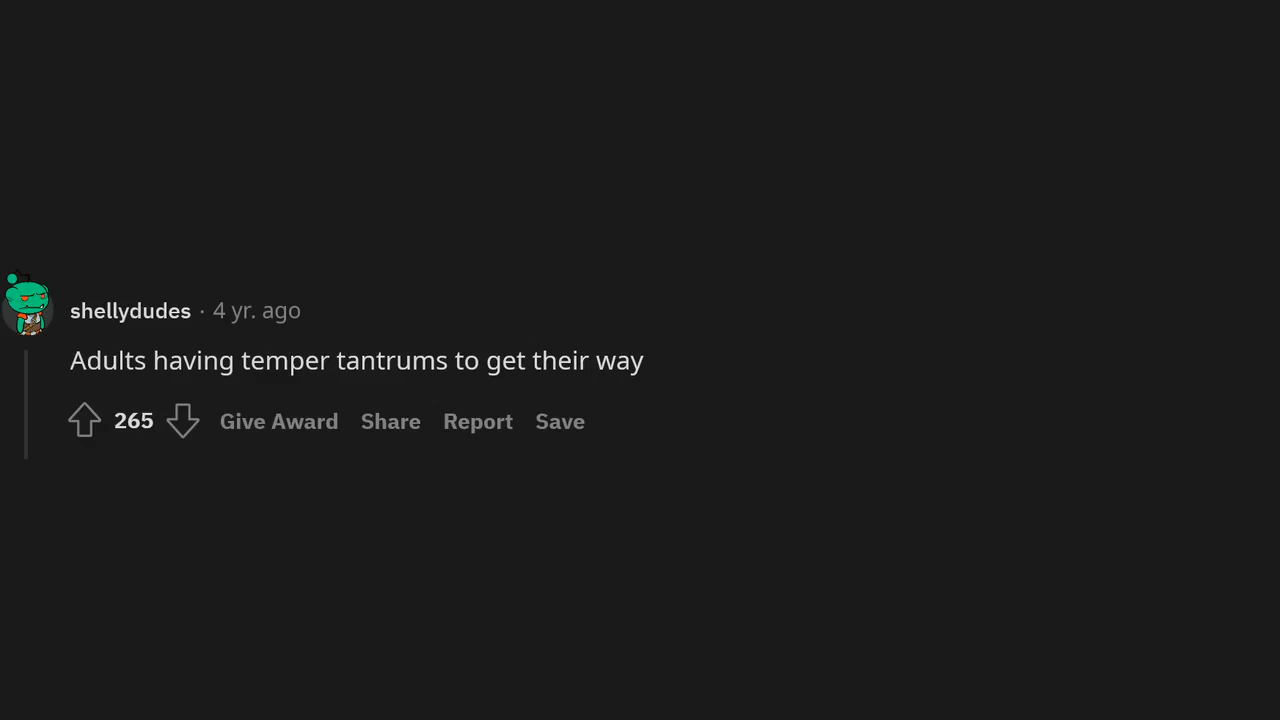 shellydudes · 4 yr. ago
Adults having temper tantrums to get their way
265 Give Award Share Report Save